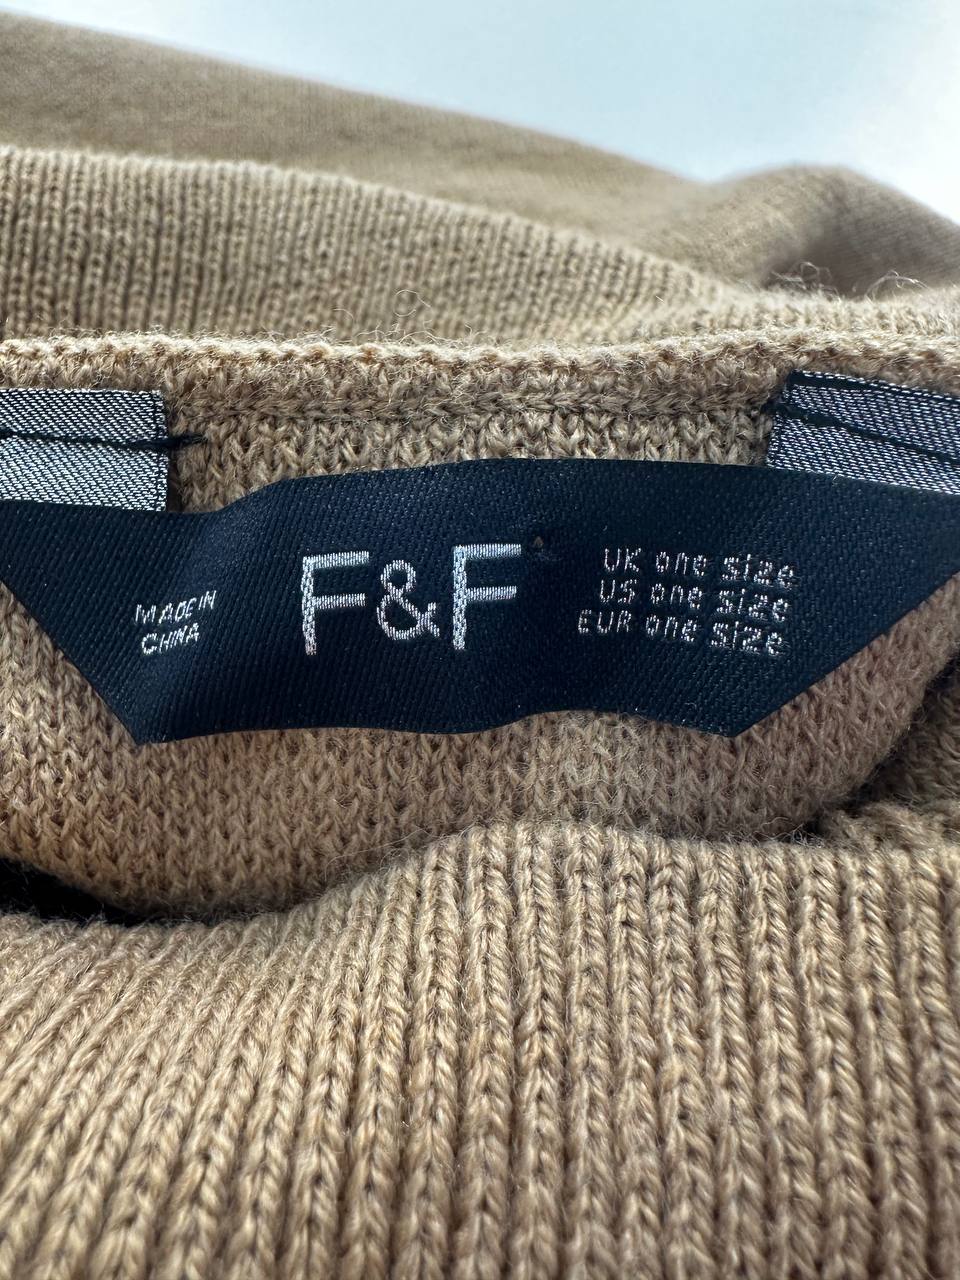 MADE IN
CHINA
F&F
UK one size
US one size
EUR one size